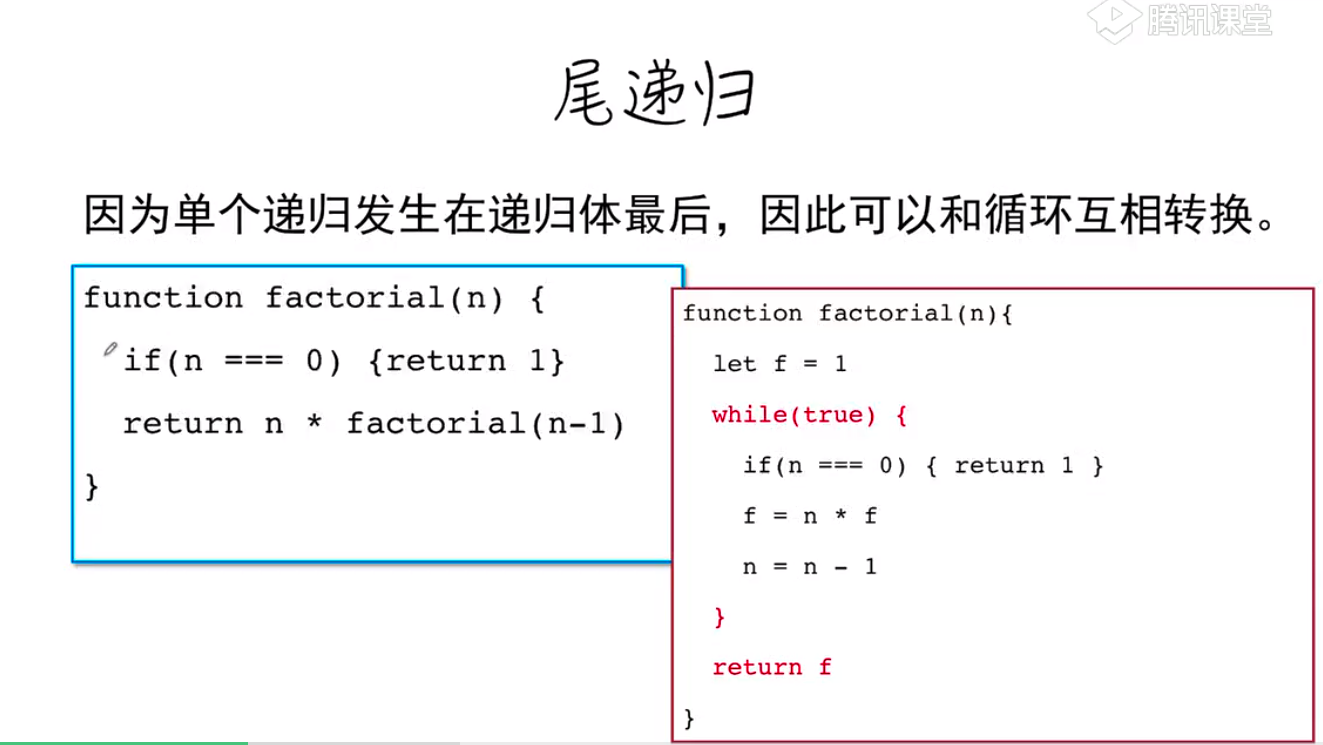 腾讯课堂
尾递归
因为单个递归发生在递归体最后，因此可以和循环互相转换。
function factorial(n) {
if(n === 0) {return 1}
return n * factorial(n-1)
}
function factorial(n){
let f = 1
while(true) {
if(n === 0) { return 1 }
f = n * f
n = n - 1
}
return f
}